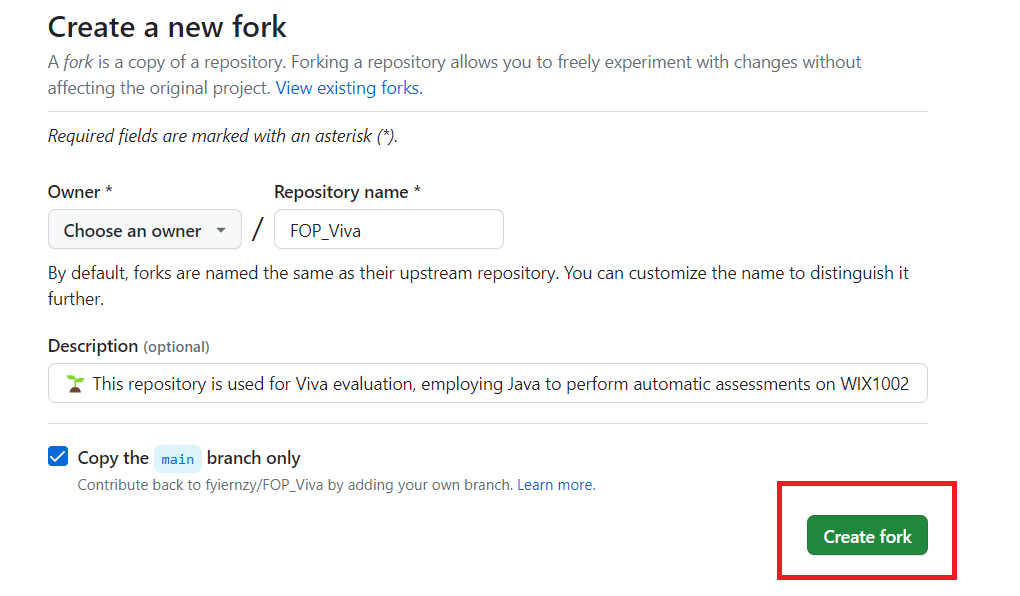 Create a new fork
A fork is a copy of a repository. Forking a repository allows you to freely experiment with changes without
affecting the original project. View existing forks.
Required fields are marked with an asterisk (*).
Owner * Repository name *
Choose an owner / FOP_Viva
By default, forks are named the same as their upstream repository. You can customize the name to distinguish it
further.
Description (optional)
🌱 This repository is used for Viva evaluation, employing Java to perform automatic assessments on WIX1002
Copy the main branch only
Contribute back to fyiernzy/FOP_Viva by adding your own branch. Learn more.
Create fork